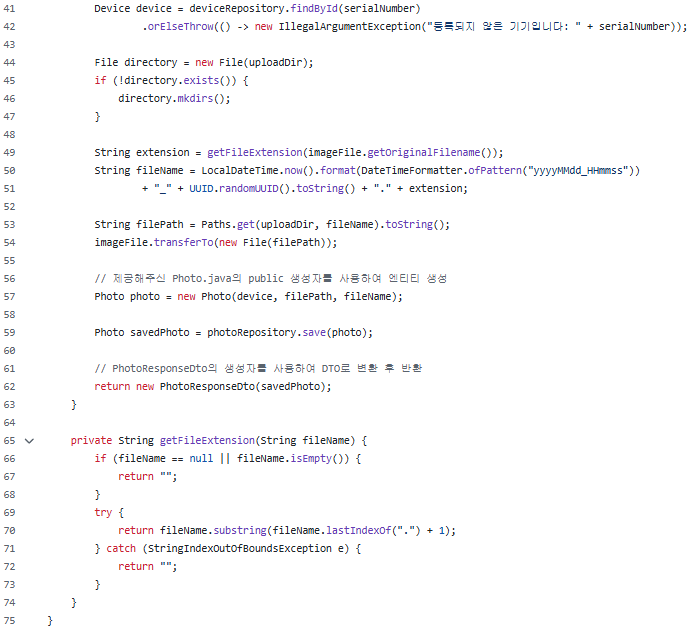 41 Device device = deviceRepository.findById(serialNumber)
42 .orElseThrow(() -> new IllegalArgumentException("등록되지 않은 기기입니다: " + serialNumber));
43
44 File directory = new File(uploadDir);
45 if (!directory.exists()) {
46 directory.mkdirs();
47 }
48
49 String extension = getFileExtension(imageFile.getOriginalFilename());
50 String fileName = LocalDateTime.now().format(DateTimeFormatter.ofPattern("yyyyMMdd_HHmmss"))
51 + "_" + UUID.randomUUID().toString() + "." + extension;
52
53 String filePath = Paths.get(uploadDir, fileName).toString();
54 imageFile.transferTo(new File(filePath));
55
56 // 제공해주신 Photo.java의 public 생성자를 사용하여 엔티티 생성
57 Photo photo = new Photo(device, filePath, fileName);
58
59 Photo savedPhoto = photoRepository.save(photo);
60
61 // PhotoResponseDto의 생성자를 사용하여 DTO로 변환 후 반환
62 return new PhotoResponseDto(savedPhoto);
63 }
64
65 private String getFileExtension(String fileName) {
66 if (fileName == null || fileName.isEmpty()) {
67 return "";
68 }
69 try {
70 return fileName.substring(fileName.lastIndexOf(".") + 1);
71 } catch (StringIndexOutOfBoundsException e) {
72 return "";
73 }
74 }
75 }